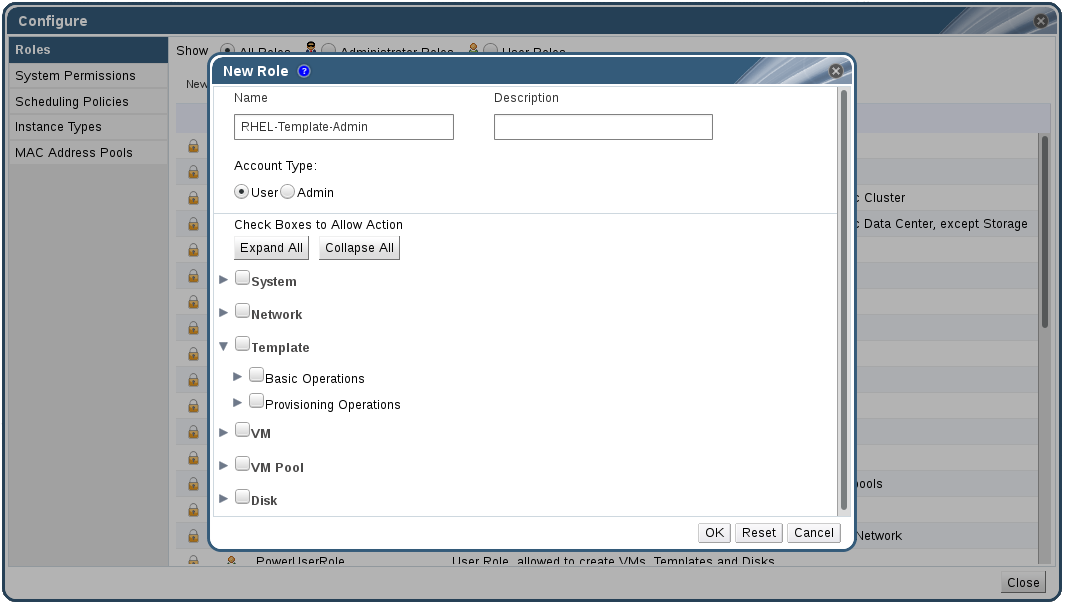 Configure
Roles
System Permissions
Scheduling Policies
Instance Types
MAC Address Pools
Show All Roles Administrator Roles User Roles
New
New Role ?
Name Description
RHEL-Template-Admin
Account Type:
User Admin
Check Boxes to Allow Action
Expand All Collapse All
System
Network
Template
Basic Operations
Provisioning Operations
VM
VM Pool
Disk
OK Reset Cancel
c Cluster
c Data Center, except Storage
pools
Network
PowerUserRole User Role, allowed to create VMs, Templates and Disks
Close